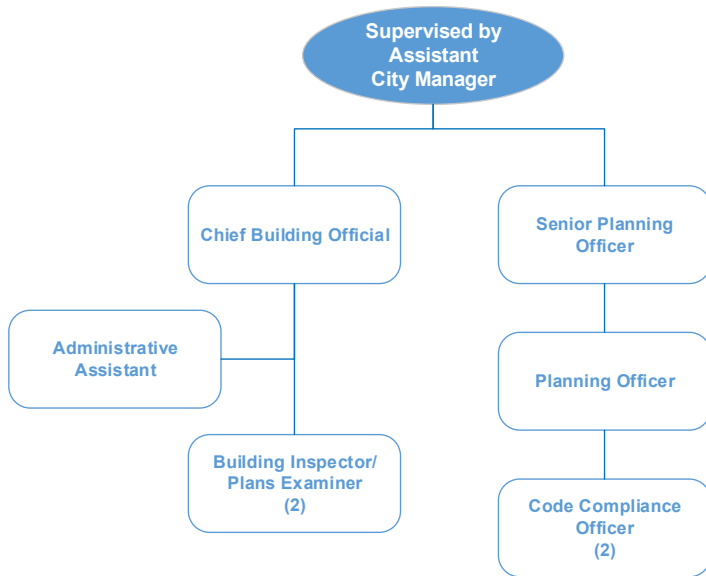 Supervised by
Assistant
City Manager
Chief Building Official
Senior Planning
Officer
Administrative
Assistant
Planning Officer
Building Inspector/
Plans Examiner
(2)
Code Compliance
Officer
(2)